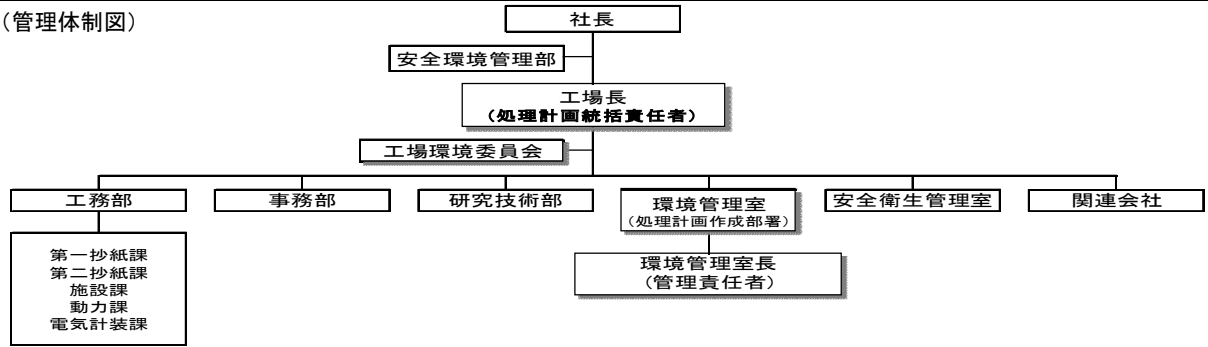 （管理体制図）
社長
安全環境管理部
工場長
（処理計画統括責任者）
工場環境委員会
工務部
事務部
研究技術部
環境管理室
（処理計画作成部署）
安全衛生管理室
関連会社
第一抄紙課
第二抄紙課
施設課
動力課
電気計装課
環境管理室長
（管理責任者）